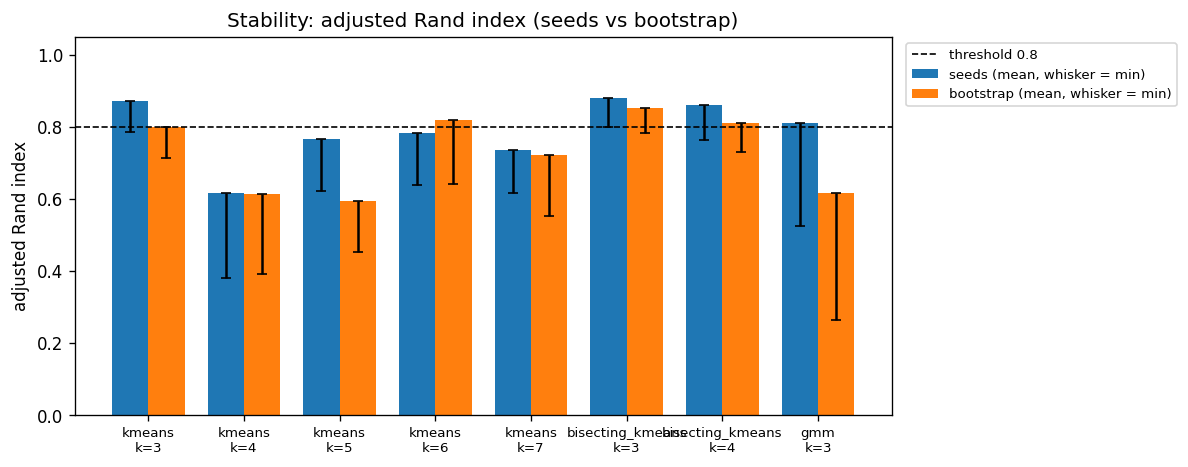 Stability: adjusted Rand index (seeds vs bootstrap)
adjusted Rand index
1.0
0.8
0.6
0.4
0.2
0.0
kmeans
k=3
kmeans
k=4
kmeans
k=5
kmeans
k=6
kmeans
k=7
bisecting_kmeans
k=3
bisecting_kmeans
k=4
gmm
k=3
threshold 0.8
seeds (mean, whisker = min)
bootstrap (mean, whisker = min)